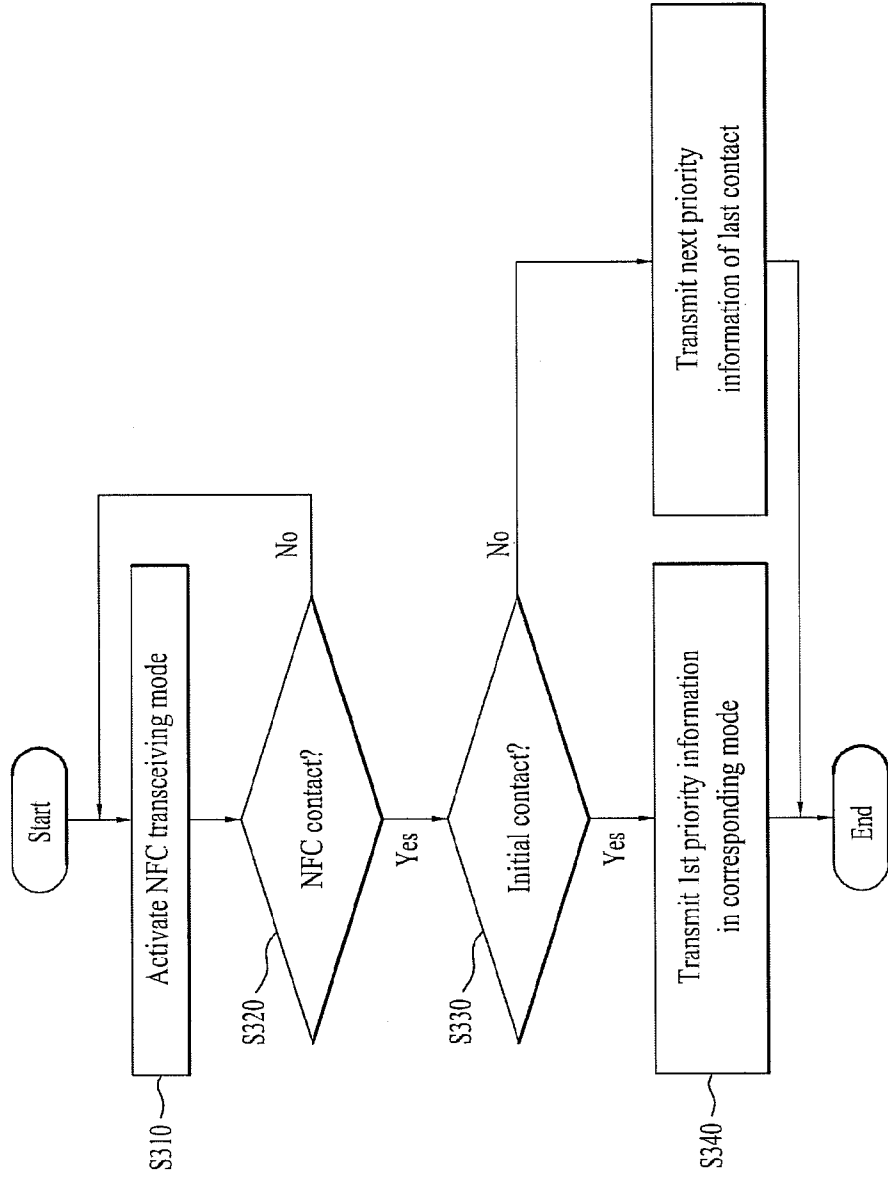 Start
S310
Activate NFC transceiving mode
S320
NFC contact?
No
Yes
S330
Initial contact?
No
Yes
S340
Transmit 1st priority information
in corresponding mode
Transmit next priority
information of last contact
End